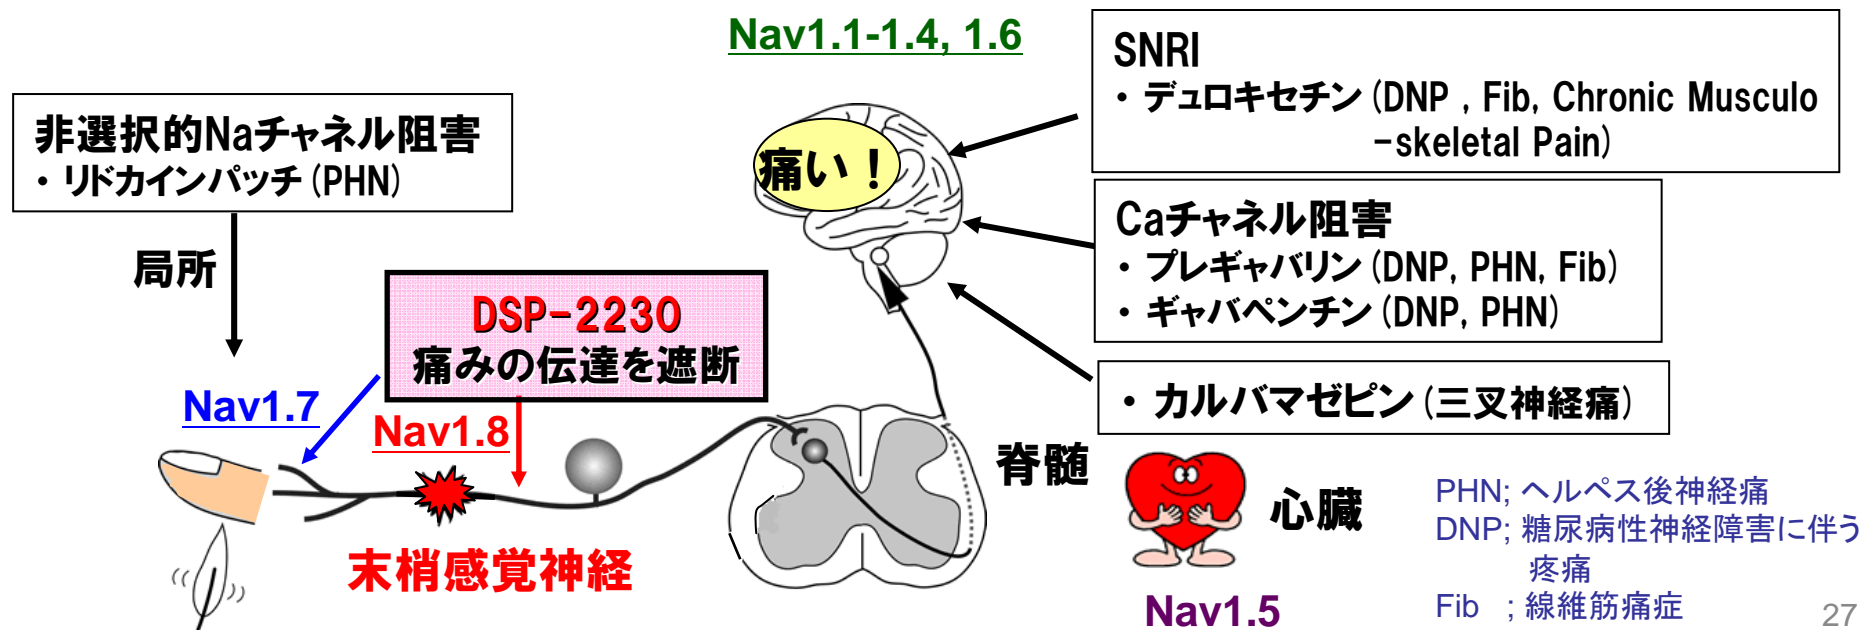 Nav1.1-1.4, 1.6
非選択的Naチャネル阻害
・リドカインパッチ(PHN)
局所
DSP-2230
痛みの伝達を遮断
Nav1.7
Nav1.8
末梢感覚神経
痛い！
SNRI
・デュロキセチン(DNP , Fib, Chronic Musculo
-skeletal Pain)
Caチャネル阻害
・プレギャバリン(DNP, PHN, Fib)
・ギャバペンチン(DNP, PHN)
・カルバマゼピン(三叉神経痛)
脊髄
心臓
Nav1.5
PHN; ヘルペス後神経痛
DNP; 糖尿病性神経障害に伴う
疼痛
Fib ; 線維筋痛症
27